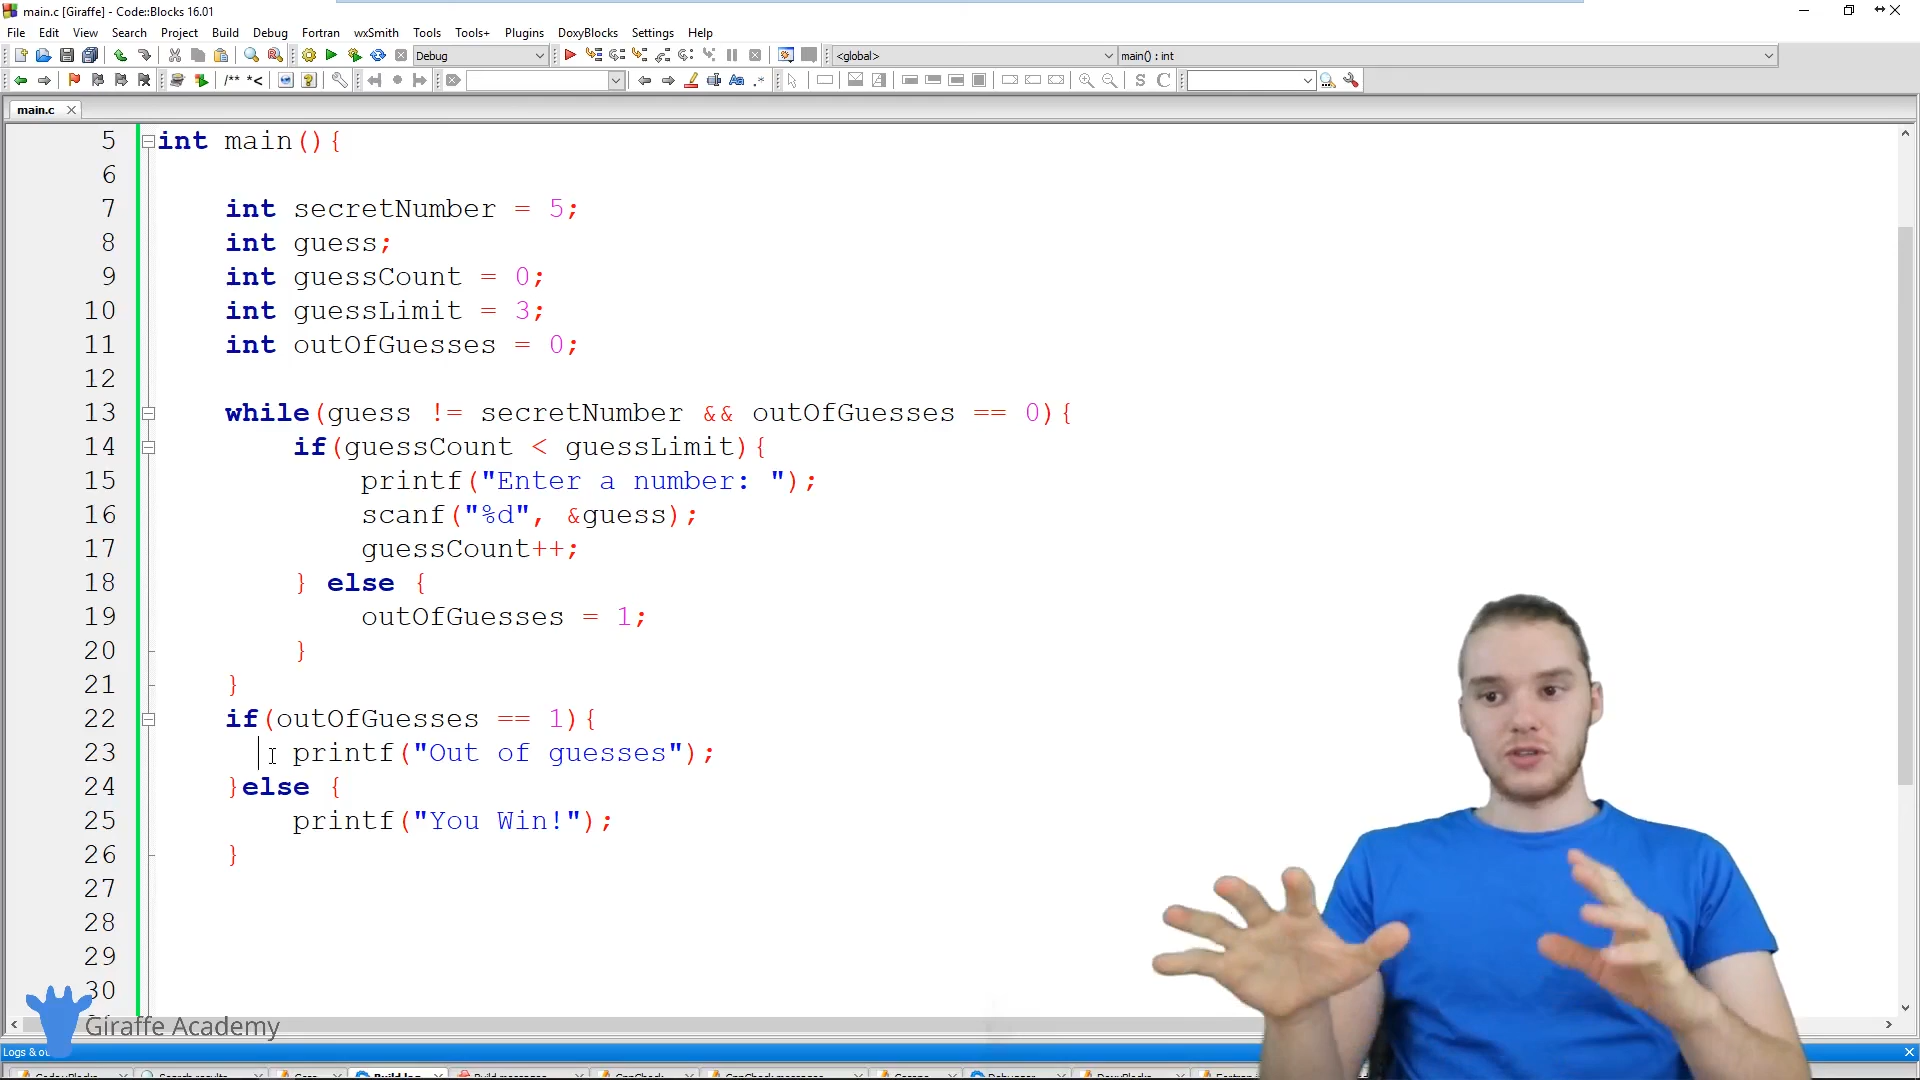 main.c [Giraffe] - Code::Blocks 16.01
File Edit View Search Project Build Debug Fortran wxSmith Tools Tools+ Plugins DoxyBlocks Settings Help
Debug <global> main() : int
/** *< Aa .* S C
main.c
5 int main(){
6
7 int secretNumber = 5;
8 int guess;
9 int guessCount = 0;
10 int guessLimit = 3;
11 int outOfGuesses = 0;
12
13 while(guess != secretNumber && outOfGuesses == 0){
14 if(guessCount < guessLimit){
15 printf("Enter a number: ");
16 scanf("%d", &guess);
17 guessCount++;
18 } else {
19 outOfGuesses = 1;
20 }
21 }
22 if(outOfGuesses == 1){
23 printf("Out of guesses");
24 }else {
25 printf("You Win!");
26 }
27
28
29
30
Giraffe Academy
Logs & o